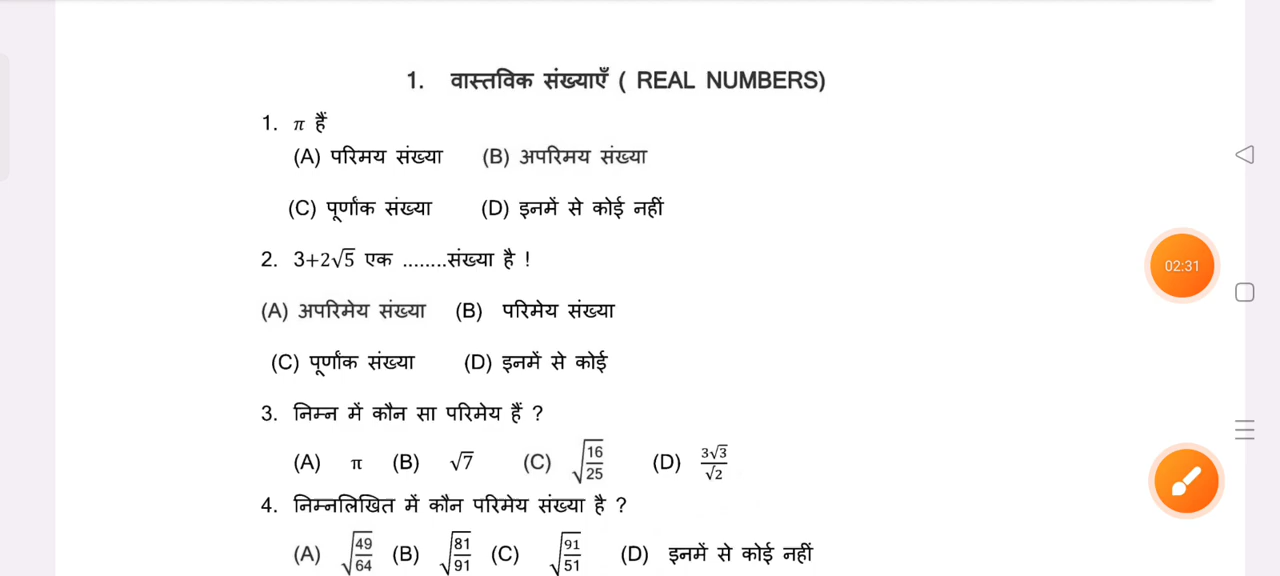 1. वास्तविक संख्याएँ ( REAL NUMBERS)
1. π हैं
(A) परिमय संख्या (B) अपरिमय संख्या
(C) पूर्णांक संख्या (D) इनमें से कोई नहीं
2. 3+2√5 एक ........संख्या है !
02:31
(A) अपरिमेय संख्या (B) परिमेय संख्या
(C) पूर्णांक संख्या (D) इनमें से कोई
3. निम्न में कौन सा परिमेय हैं ?
(A) π (B) √7 (C) √(16/25) (D) 3√3/√2
4. निम्नलिखित में कौन परिमेय संख्या है ?
(A) √(49/64) (B) √(81/91) (C) √(91/51) (D) इनमें से कोई नहीं